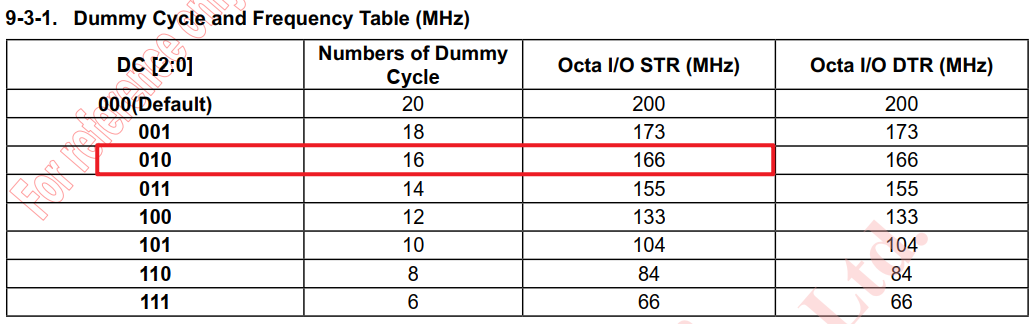 9-3-1. Dummy Cycle and Frequency Table (MHz)
DC [2:0] Numbers of Dummy Cycle Octa I/O STR (MHz) Octa I/O DTR (MHz)
000(Default) 20 200 200
001 18 173 173
010 16 166 166
011 14 155 155
100 12 133 133
101 10 104 104
110 8 84 84
111 6 66 66
For reference only
Ltd.